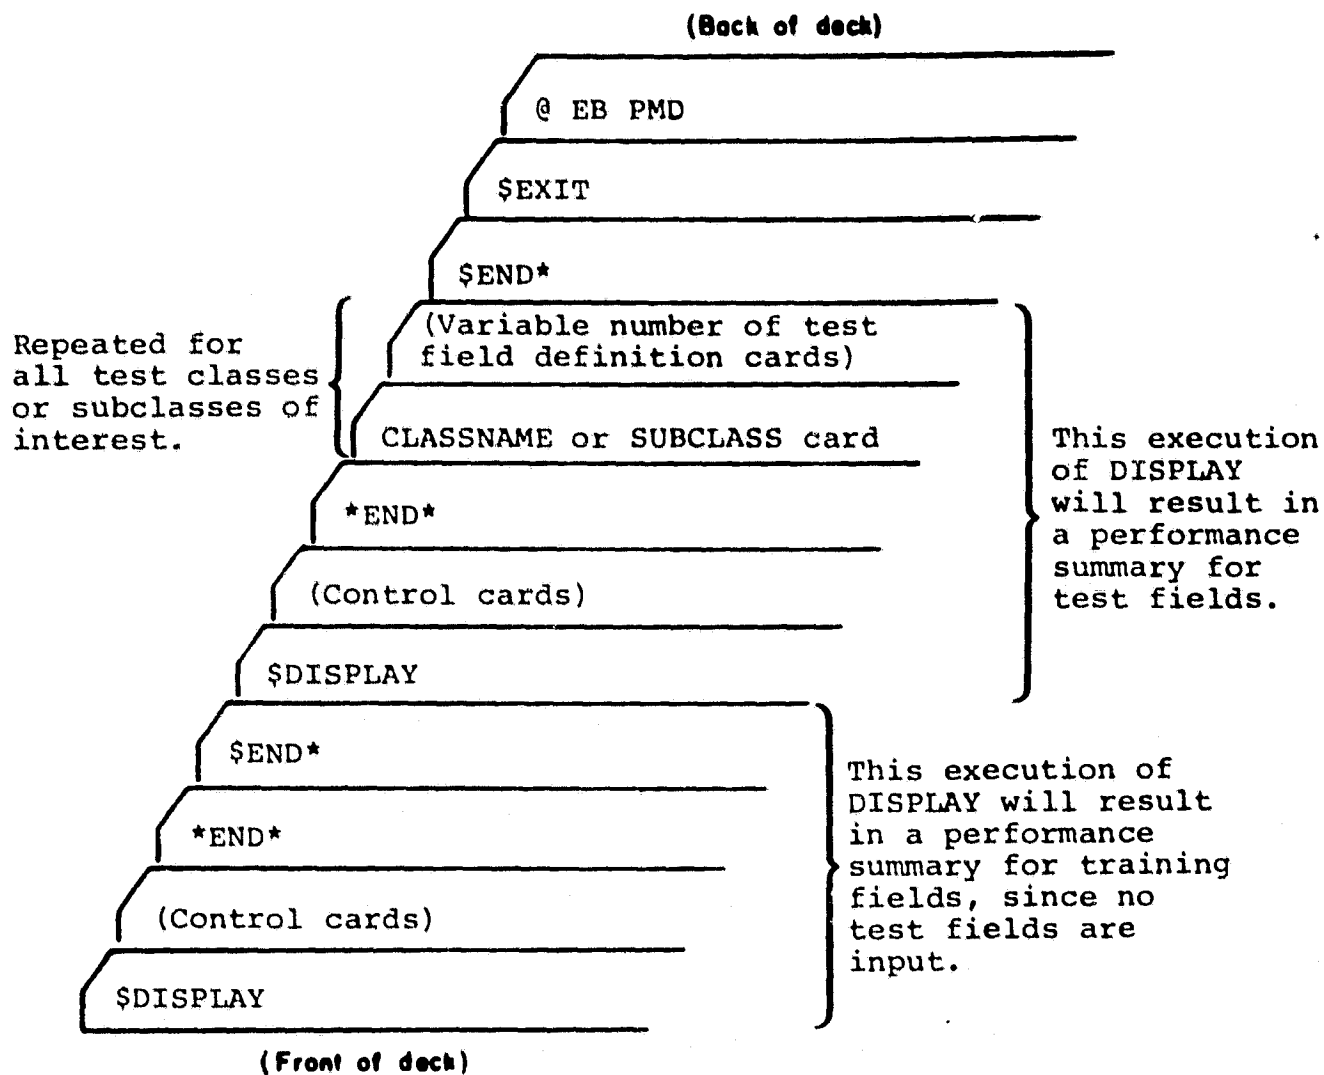 (Back of deck)
@ EB PMD
$EXIT
$END*
(Variable number of test
field definition cards)
Repeated for
all test classes
or subclasses of
interest.
CLASSNAME or SUBCLASS card
This execution
of DISPLAY
will result in
a performance
summary for
test fields.
*END*
(Control cards)
$DISPLAY
$END*
This execution of
DISPLAY will result
in a performance
summary for training
fields, since no
test fields are
input.
*END*
(Control cards)
$DISPLAY
(Front of deck)